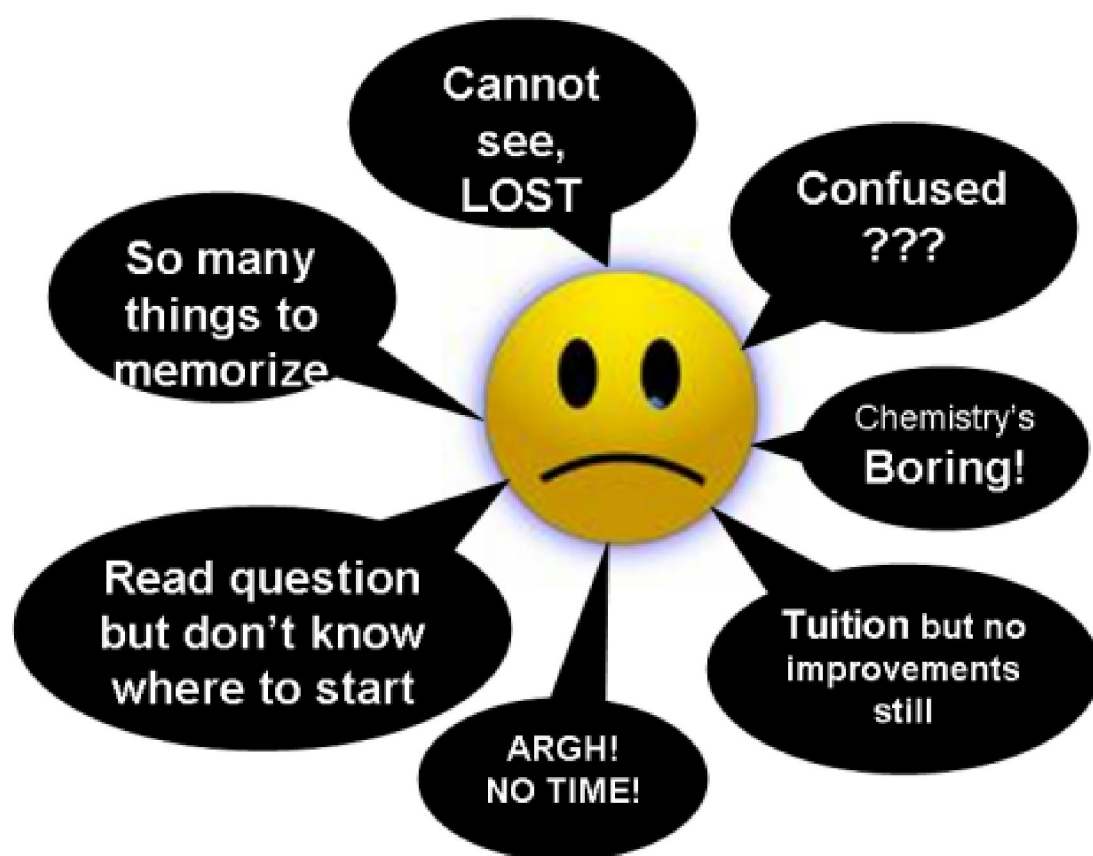 Cannot
see,
LOST
Confused
???
So many
things to
memorize
Chemistry's
Boring!
Read question
but don't know
where to start
Tuition but no
improvements
still
ARGH!
NO TIME!